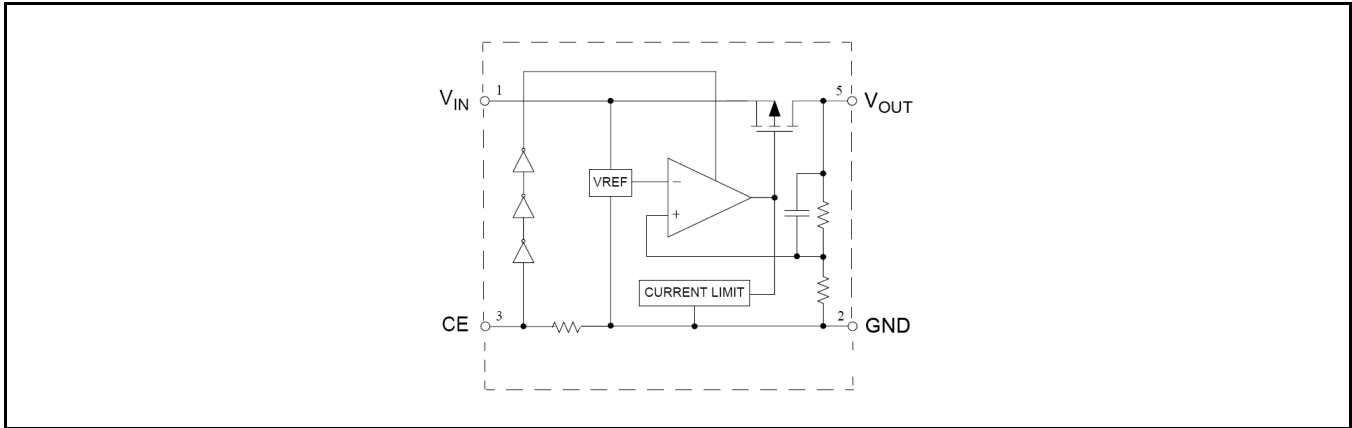 1
5
VIN
VOUT
VREF
−
+
CURRENT LIMIT
3
2
CE
GND